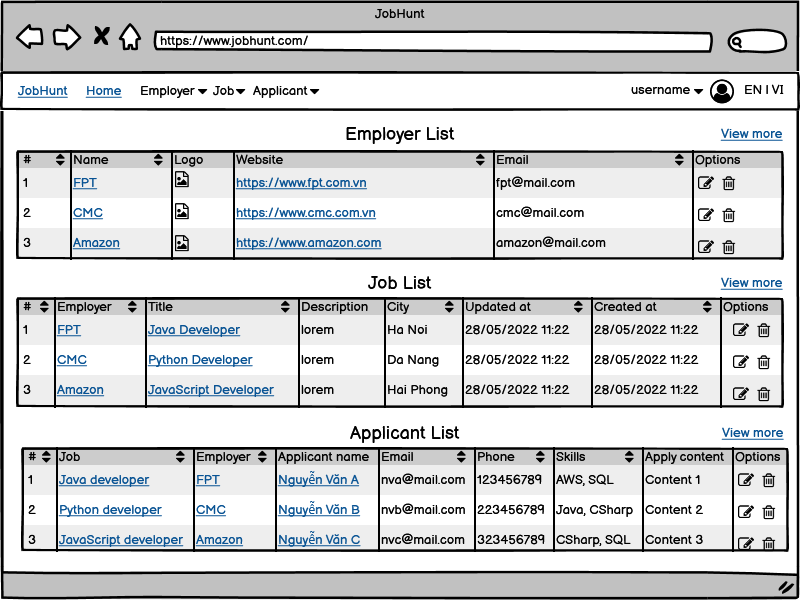 JobHunt
https://www.jobhunt.com/
JobHunt Home Employer Job Applicant username EN | VI
Employer List View more
# Name Logo Website Email Options
1 FPT https://www.fpt.com.vn fpt@mail.com
2 CMC https://www.cmc.com.vn cmc@mail.com
3 Amazon https://www.amazon.com amazon@mail.com
Job List View more
# Employer Title Description City Updated at Created at Options
1 FPT Java Developer lorem Ha Noi 28/05/2022 11:22 28/05/2022 11:22
2 CMC Python Developer lorem Da Nang 28/05/2022 11:22 28/05/2022 11:22
3 Amazon JavaScript Developer lorem Hai Phong 28/05/2022 11:22 28/05/2022 11:22
Applicant List View more
# Job Employer Applicant name Email Phone Skills Apply content Options
1 Java developer FPT Nguyễn Văn A nva@mail.com 123456789 AWS, SQL Content 1
2 Python developer CMC Nguyễn Văn B nvb@mail.com 223456789 Java, CSharp Content 2
3 JavaScript developer Amazon Nguyễn Văn C nvc@mail.com 323456789 CSharp, SQL Content 3